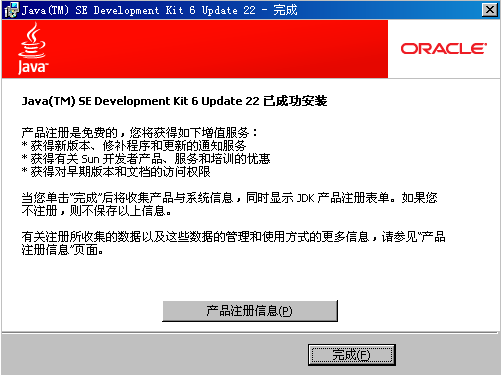 Java(TM) SE Development Kit 6 Update 22 - 完成
Java
ORACLE
Java(TM) SE Development Kit 6 Update 22 已成功安装
产品注册是免费的，您将获得如下增值服务：
* 获得新版本、修补程序和更新的通知服务
* 获得有关 Sun 开发者产品、服务和培训的优惠
* 获得对早期版本和文档的访问权限
当您单击“完成”后将收集产品与系统信息，同时显示 JDK 产品注册表单。如果您
不注册，则不保存以上信息。
有关注册所收集的数据以及这些数据的管理和使用方式的更多信息，请参见“产品
注册信息”页面。
产品注册信息(P)
完成(F)